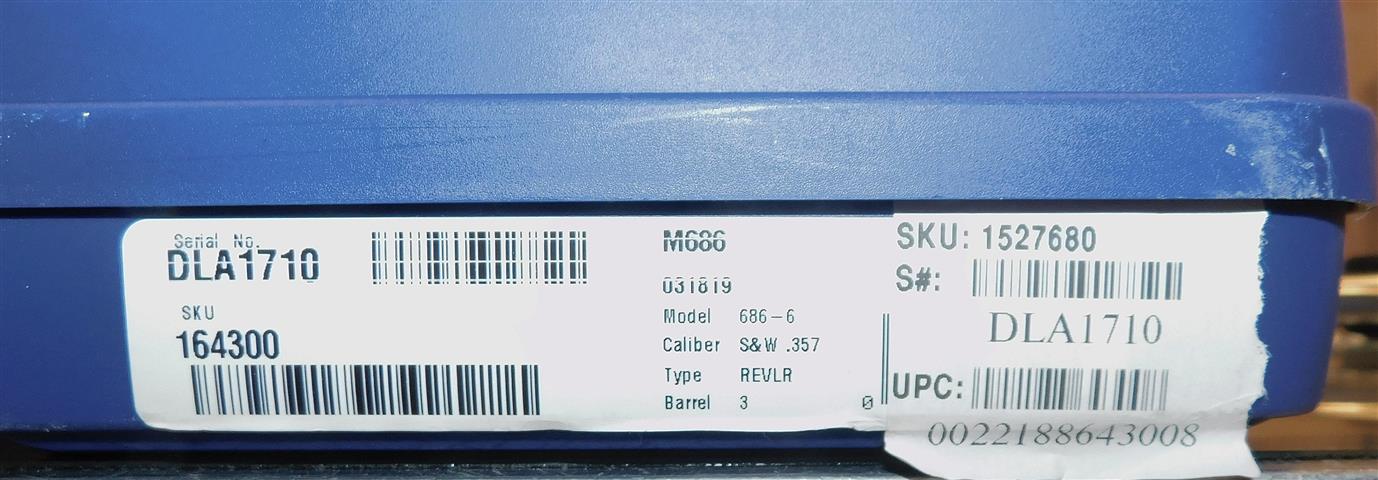 Serial No.
DLA1710
SKU
164300
M686
031819
Model 686-6
Caliber S&W .357
Type REVLR
Barrel 3
0
SKU: 1527680
S#:
DLA1710
UPC:
0022188643008